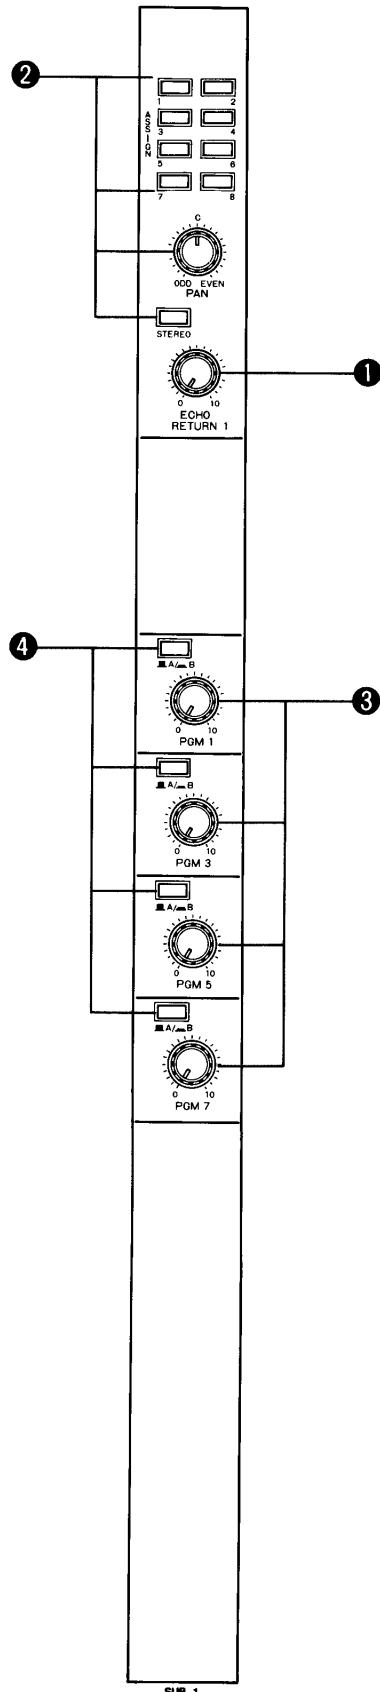 2
1 2
ASSIGN
3 4
5 6
7 8
C
ODD EVEN
PAN
STEREO
1
0 10
ECHO
RETURN 1
4
A/ B
3
0 10
PGM 1
A/ B
0 10
PGM 3
A/ B
0 10
PGM 5
A/ B
0 10
PGM 7
SUB 1